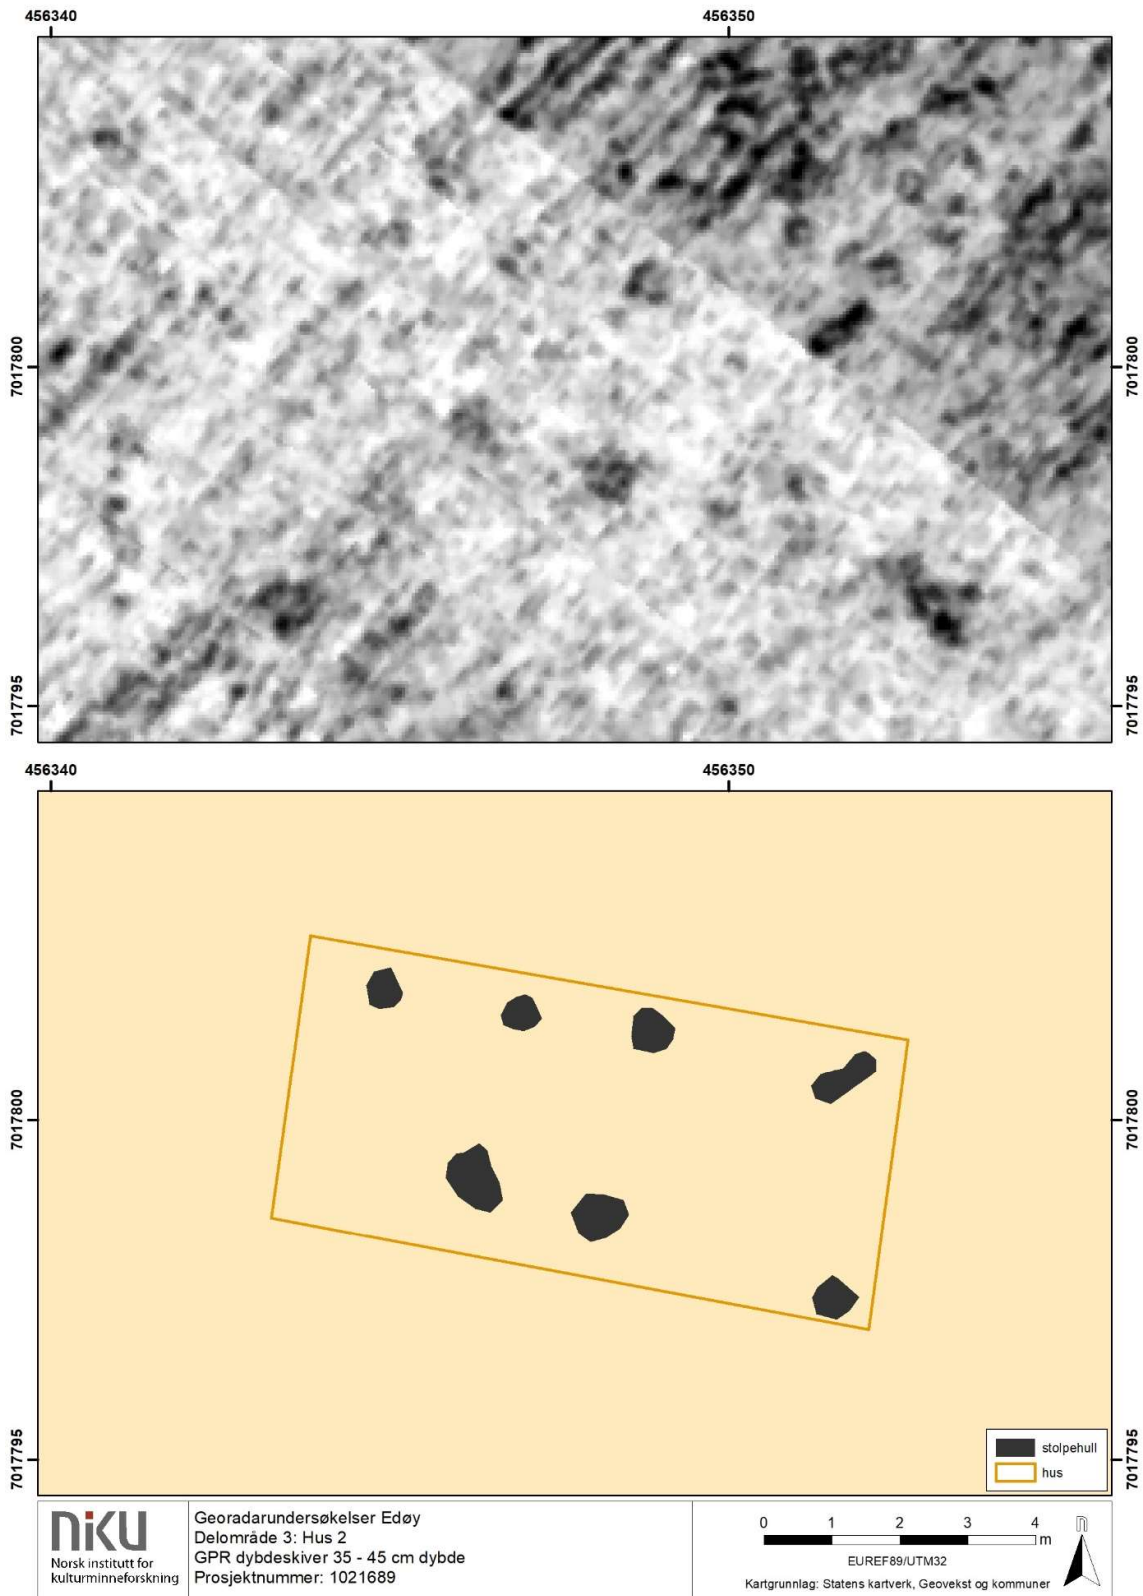 456340
456350
7017800
7017800
7017795
7017795
456340
456350
7017800
7017800
7017795
7017795
stolpehull
hus
niku
Norsk institutt for
kulturminneforskning
Georadarundersøkelser Edøy
Delområde 3: Hus 2
GPR dybdeskiver 35 - 45 cm dybde
Prosjektnummer: 1021689
0 1 2 3 4
m
n
EUREF89/UTM32
Kartgrunnlag: Statens kartverk, Geovekst og kommuner